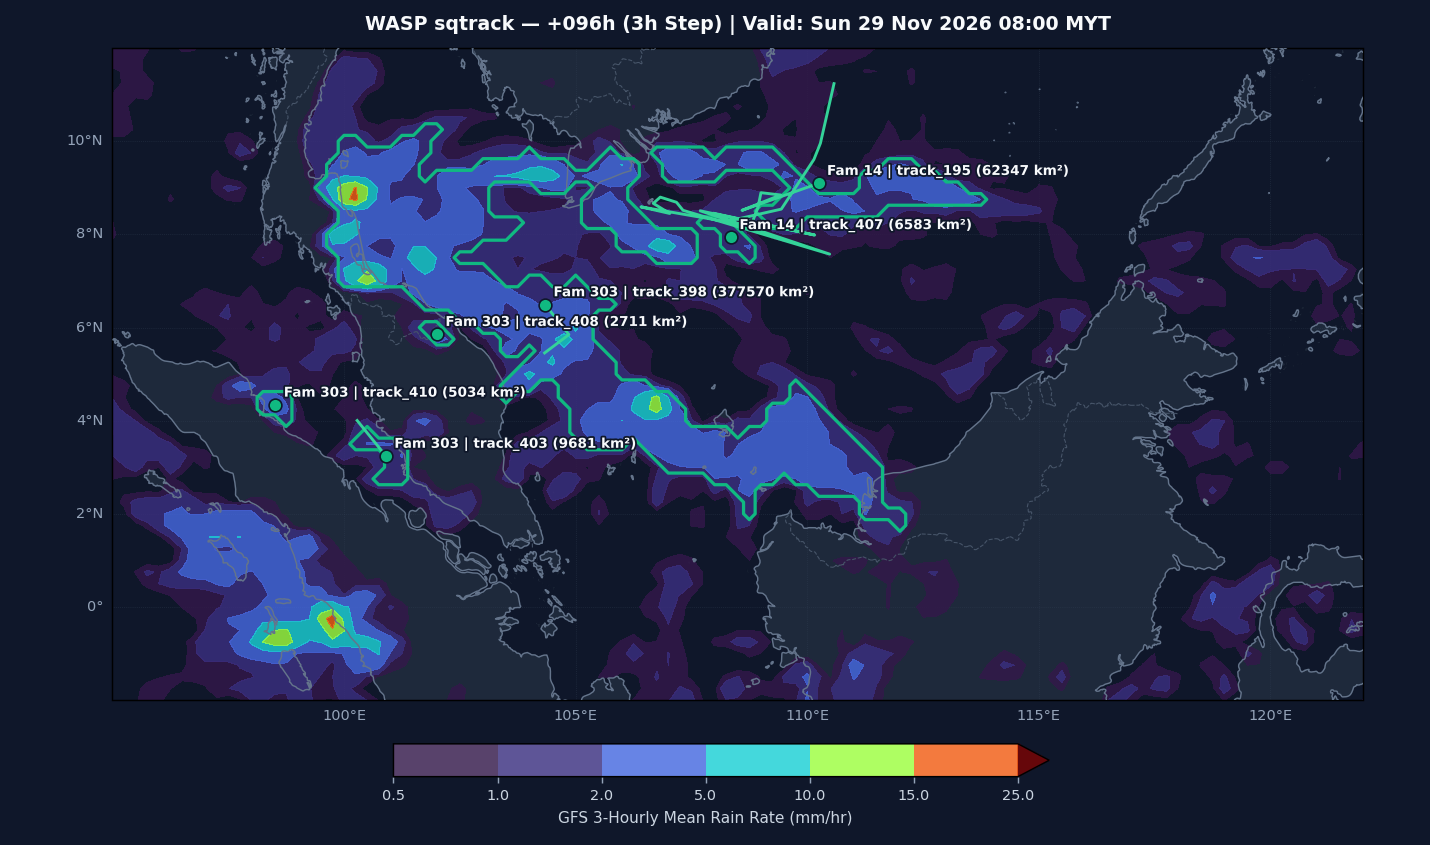 WASP sqtrack — +096h (3h Step) | Valid: Sun 29 Nov 2026 08:00 MYT
10°N
8°N
6°N
4°N
2°N
0°
Fam 14 | track_195 (62347 km²)
Fam 14 | track_407 (6583 km²)
Fam 303 | track_398 (377570 km²)
Fam 303 | track_408 (2711 km²)
Fam 303 | track_410 (5034 km²)
Fam 303 | track_403 (9681 km²)
100°E 105°E 110°E 115°E 120°E
0.5 1.0 2.0 5.0 10.0 15.0 25.0
GFS 3-Hourly Mean Rain Rate (mm/hr)